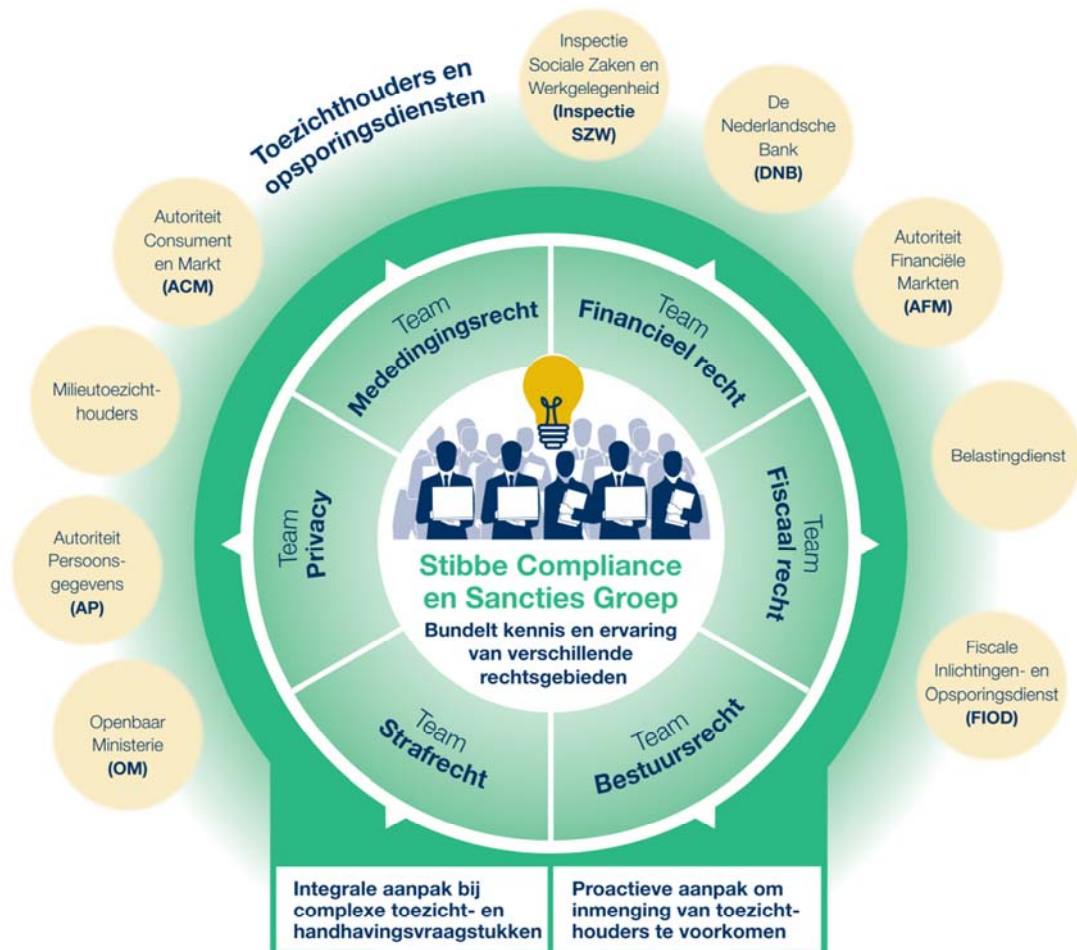 Toezichthouders en
opsporingsdiensten
Inspectie
Sociale Zaken en
Werkgelegenheid
(Inspectie
SZW)
De
Nederlandsche
Bank
(DNB)
Autoriteit
Financiële
Markten
(AFM)
Belastingdienst
Fiscale
Inlichtingen- en
Opsporingsdienst
(FIOD)
Autoriteit
Consument
en Markt
(ACM)
Milieutoezicht-
houders
Autoriteit
Persoons-
gegevens
(AP)
Openbaar
Ministerie
(OM)
Team
Mededingingsrecht
Team
Financieel recht
Team
Fiscaal recht
Team
Bestuursrecht
Team
Strafrecht
Team
Privacy
Stibbe Compliance
en Sancties Groep
Bundelt kennis en ervaring
van verschillende
rechtsgebieden
Integrale aanpak bij
complexe toezicht- en
handhavingsvraagstukken
Proactieve aanpak om
inmenging van toezicht-
houders te voorkomen